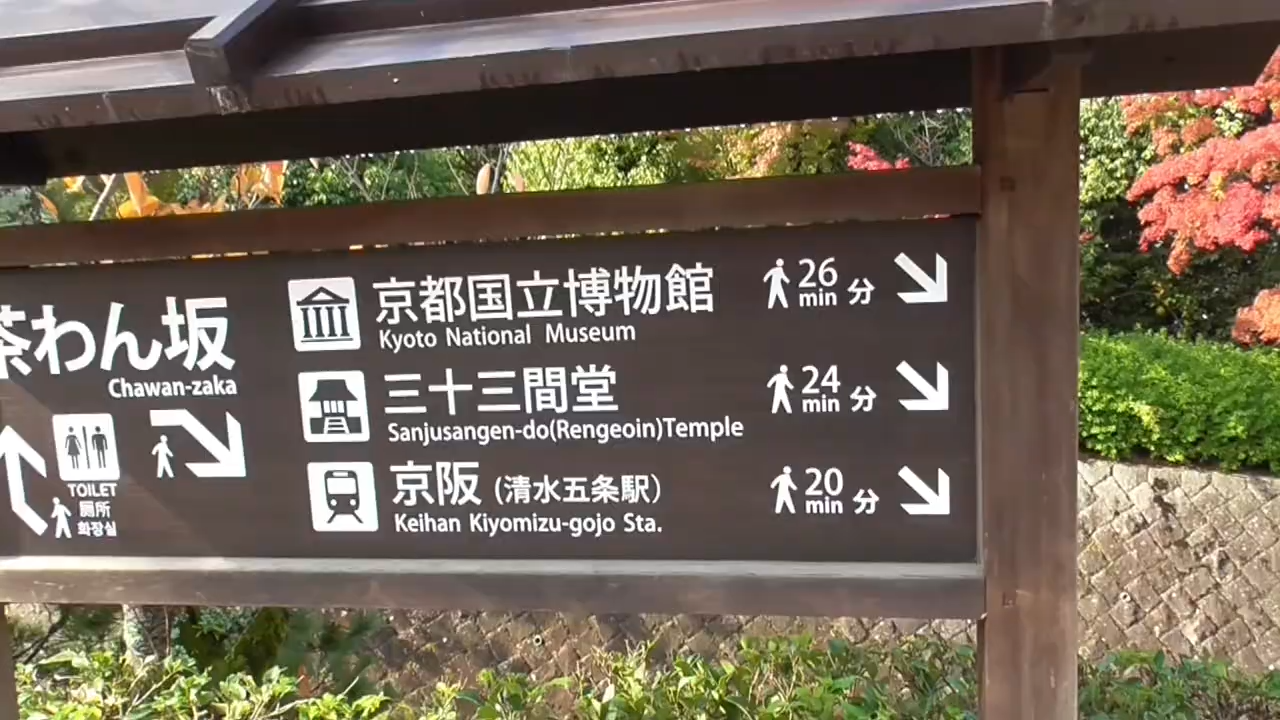 茶わん坂
Chawan-zaka
TOILET
厠所
화장실
京都国立博物館
Kyoto National Museum
26 min 分
三十三間堂
Sanjusangen-do(Rengeoin)Temple
24 min 分
京阪 (清水五条駅)
Keihan Kiyomizu-gojo Sta.
20 min 分